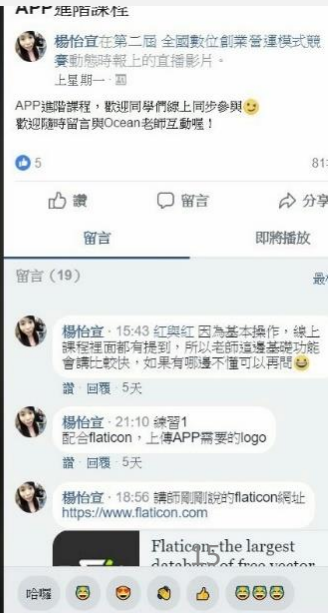 APP進階課程
楊怡宣在第二屆 全國數位創業營運模式競
賽動態時報上的直播影片。
上星期一
APP進階課程，歡迎同學們線上同步參與
歡迎隨時留言與Ocean老師互動喔！
5
讚 留言 分享
留言 即將播放
留言（19）
楊怡宣 · 15:43 紅與紅 因為基本操作，線上
課程裡面都有提到，所以老師這邊基礎功能
會講比較快，如果有哪邊不懂可以再問
讚 · 回覆 · 5天
楊怡宣 · 21:10 練習1
配合flaticon，上傳APP需要的logo
讚 · 回覆 · 5天
楊怡宣 · 18:56 講師剛剛說的flaticon網址
https://www.flaticon.com
Flaticon, the largest
database of free vector
15
哈囉